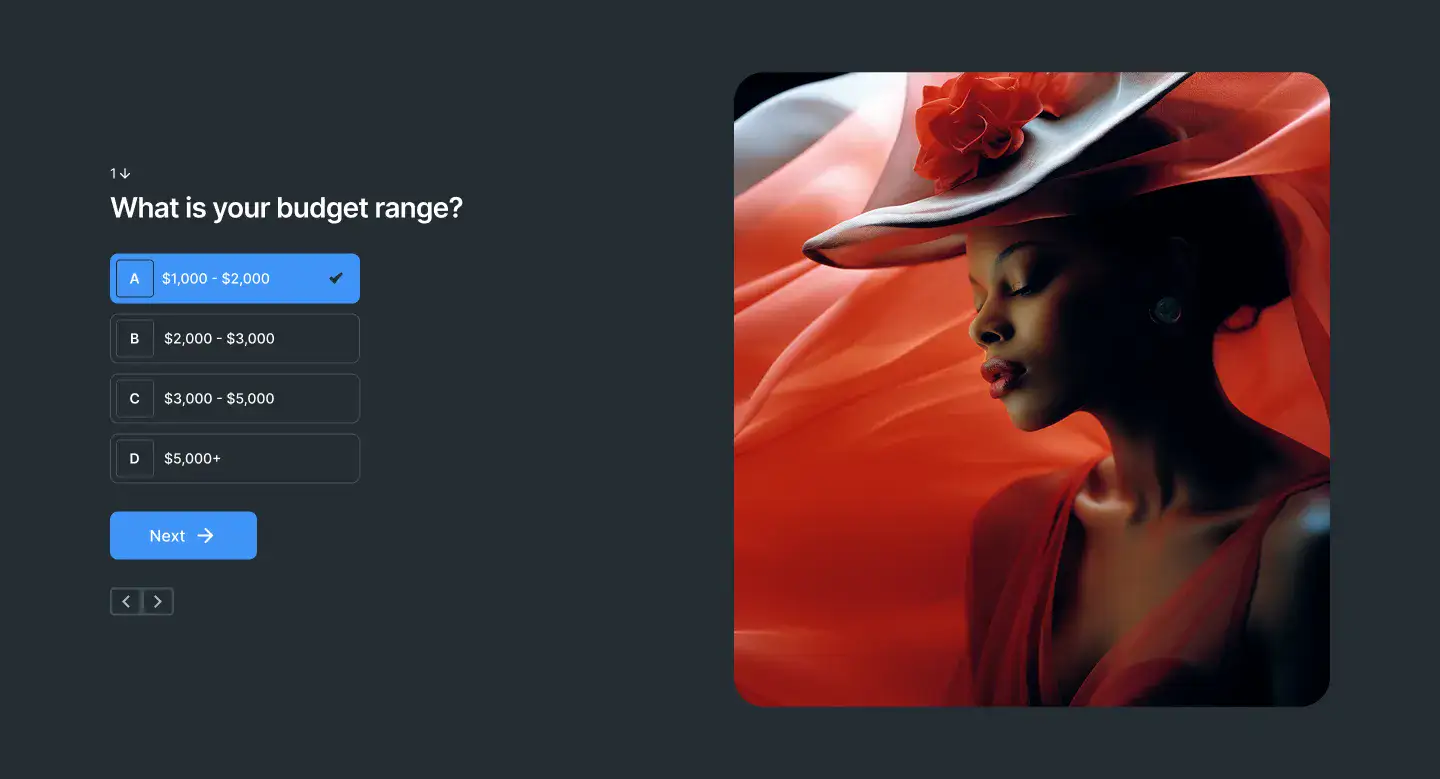 1↓
What is your budget range?
A $1,000 - $2,000 ✔
B $2,000 - $3,000
C $3,000 - $5,000
D $5,000+
Next →